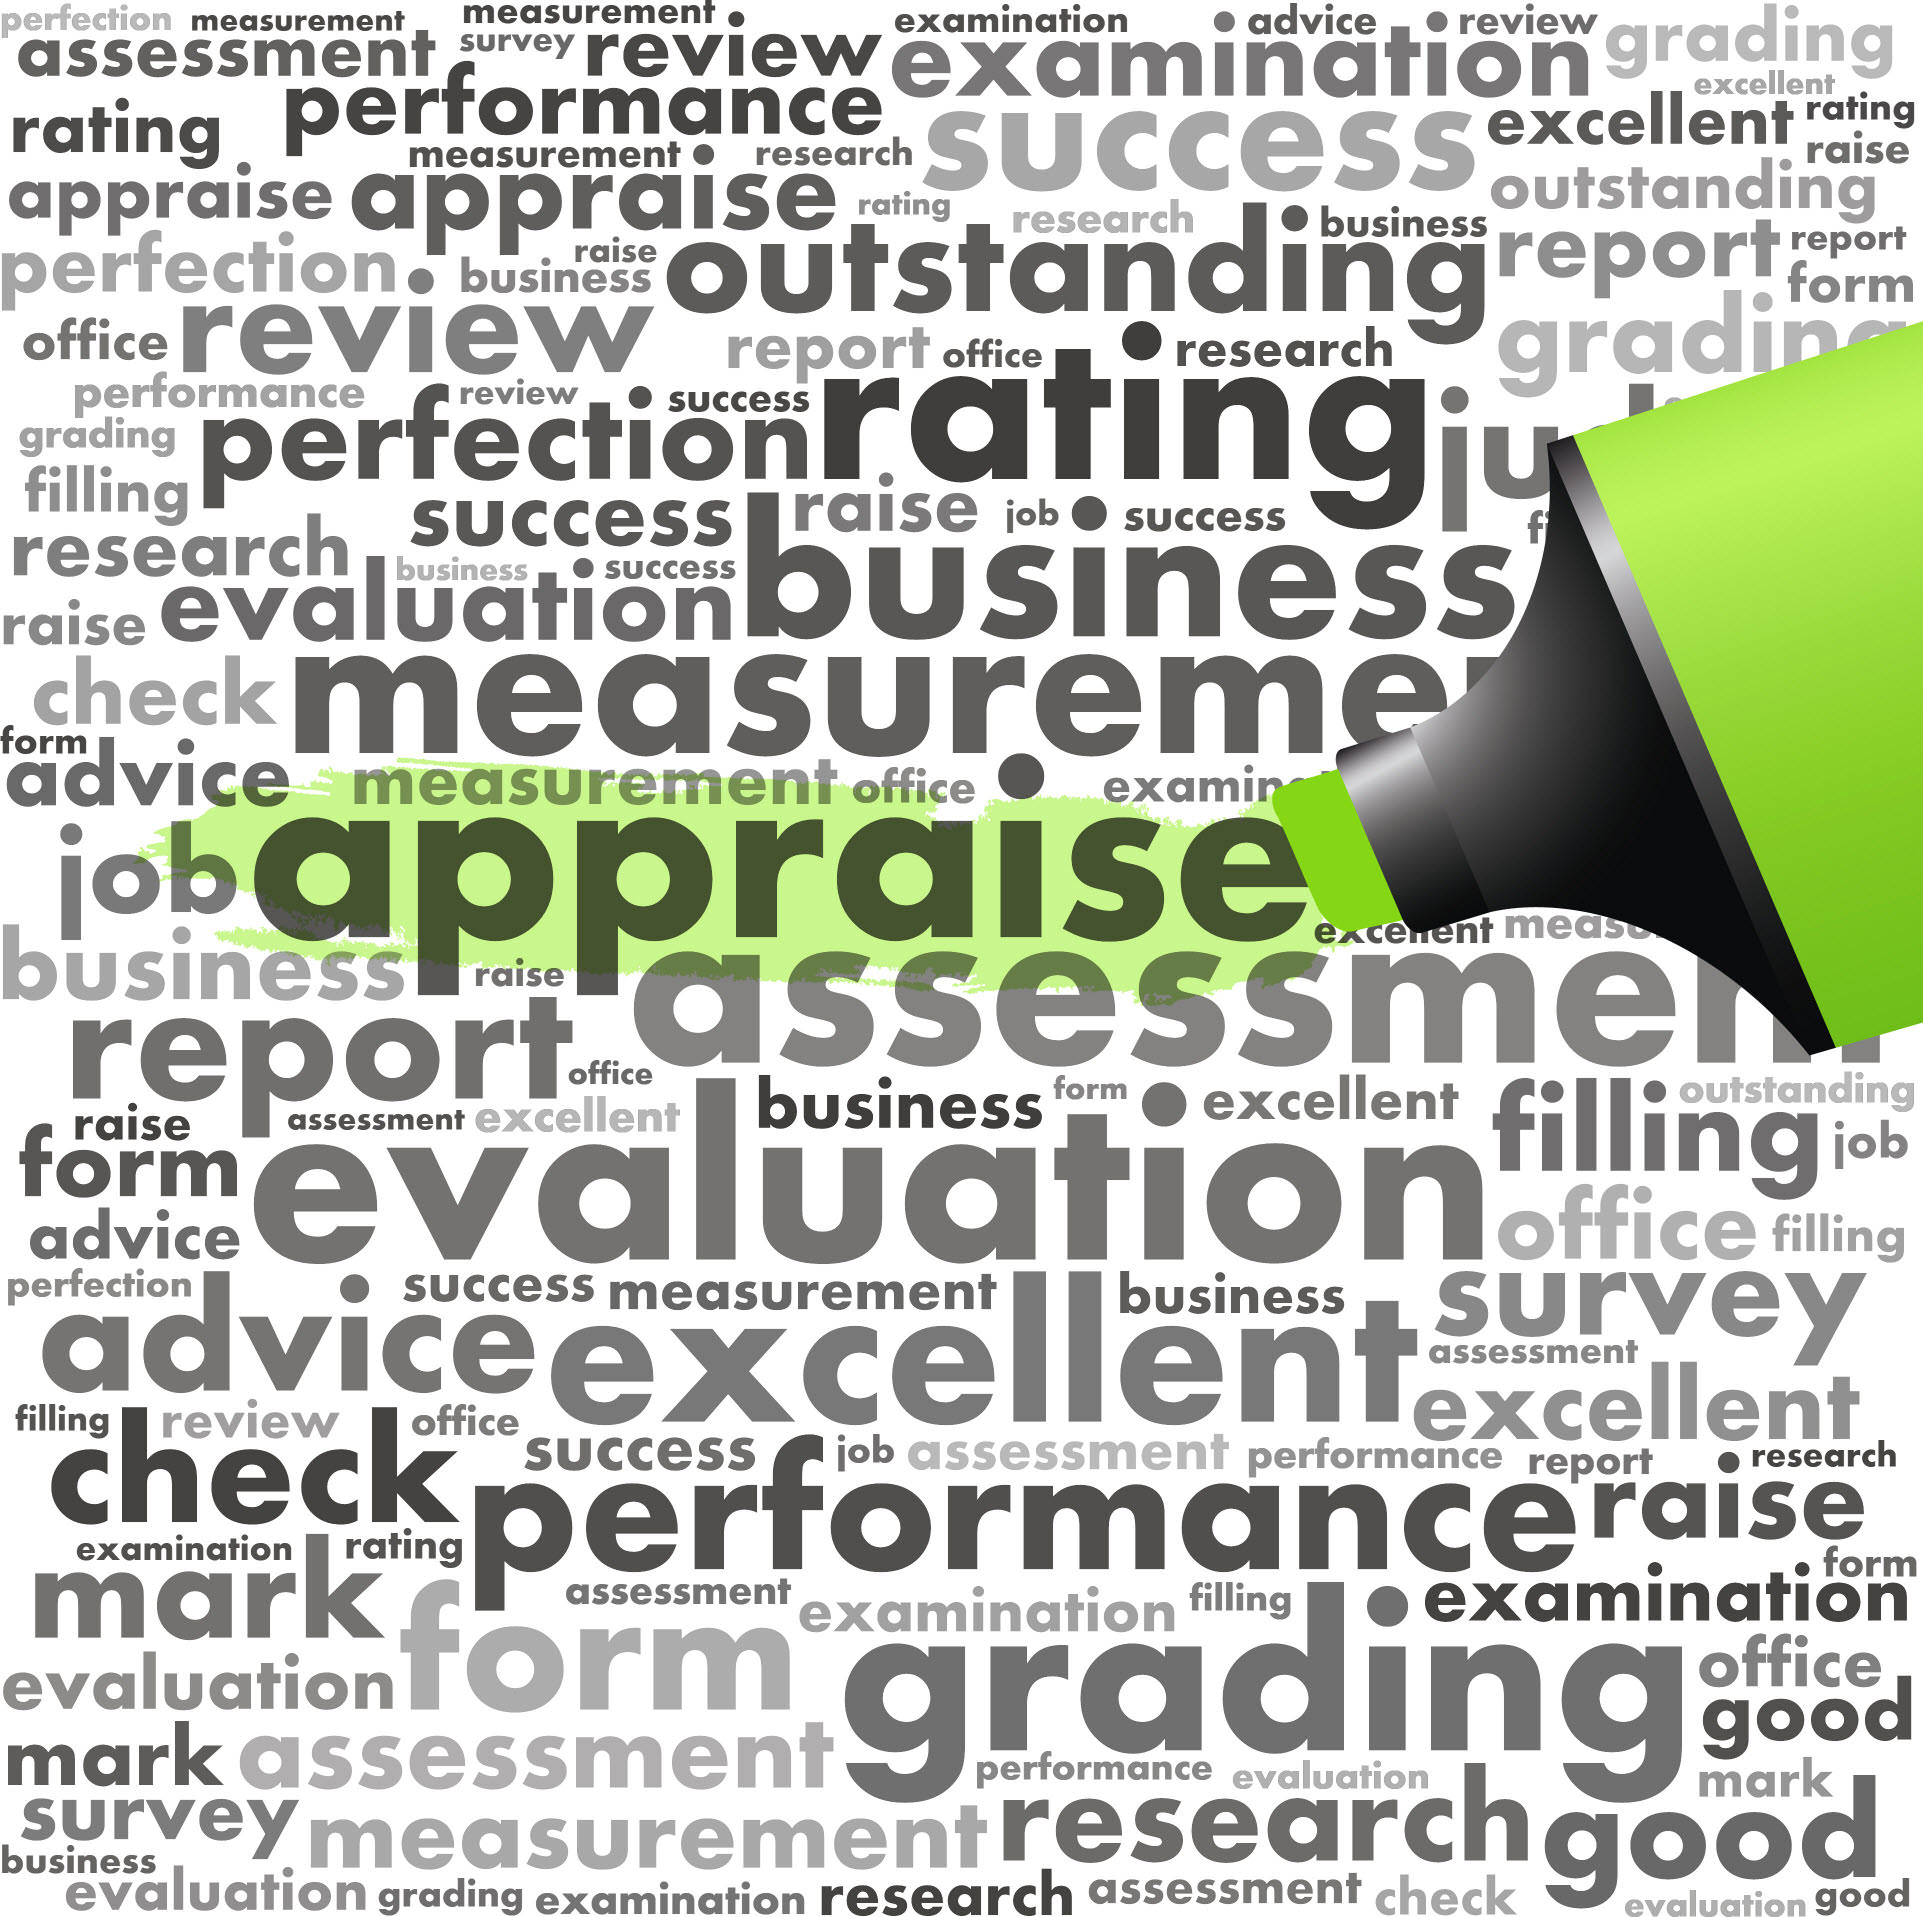 perfection measurement measurement examination advice review grading
assessment survey review examination excellent
rating performance success excellent rating
measurement research raise
appraise appraise rating research outstanding
perfection raise business outstanding business report report
form
office review report office research grading
performance review success rating
grading perfection
filling success raise job success
research business success business
raise evaluation
check
form advice measurement office
job appraise
excellent
business raise assessment
report office
raise assessment excellent business form excellent filling outstanding
form evaluation job
advice office filling
perfection success measurement business survey
advice excellent assessment
filling review office excellent
check success job assessment performance report research
performance raise
examination rating form
mark assessment examination filling examination
form grading office
evaluation good
mark assessment performance evaluation mark
survey measurement research good
business
evaluation grading examination research assessment check evaluation good